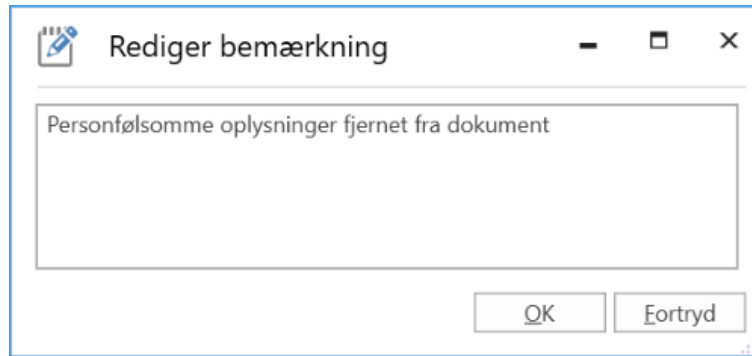 Rediger bemærkning
Personfølsomme oplysninger fjernet fra dokument
OK
Fortryd